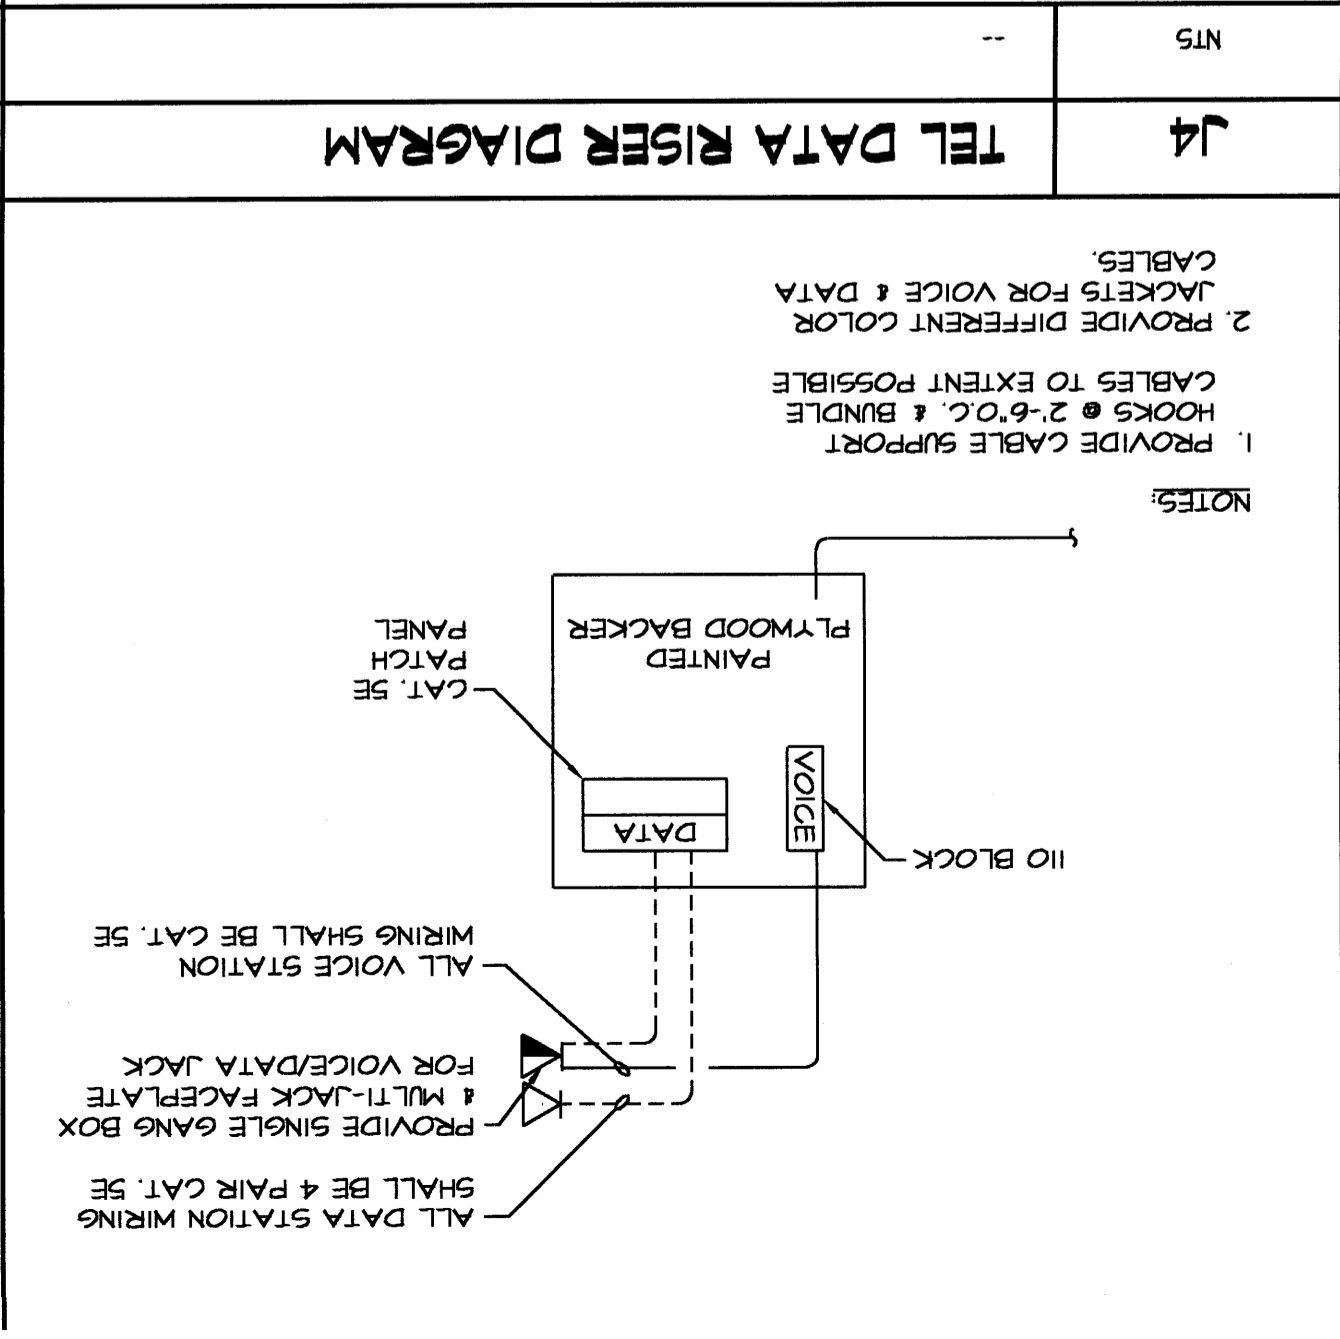 ALL DATA STATION WIRING
SHALL BE 4 PAIR CAT. 5E
PROVIDE SINGLE GANG BOX
& MULTI-JACK FACEPLATE
FOR VOICE/DATA JACK
ALL VOICE STATION
WIRING SHALL BE CAT. 5E
110 BLOCK
VOICE
DATA
CAT. 5E
PATCH
PANEL
PAINTED
PLYWOOD BACKER
NOTES:
1. PROVIDE CABLE SUPPORT
HOOKS @ 2'-6"O.C. & BUNDLE
CABLES TO EXTENT POSSIBLE
2. PROVIDE DIFFERENT COLOR
JACKETS FOR VOICE & DATA
CABLES.
J4
TEL DATA RISER DIAGRAM
NTS
--